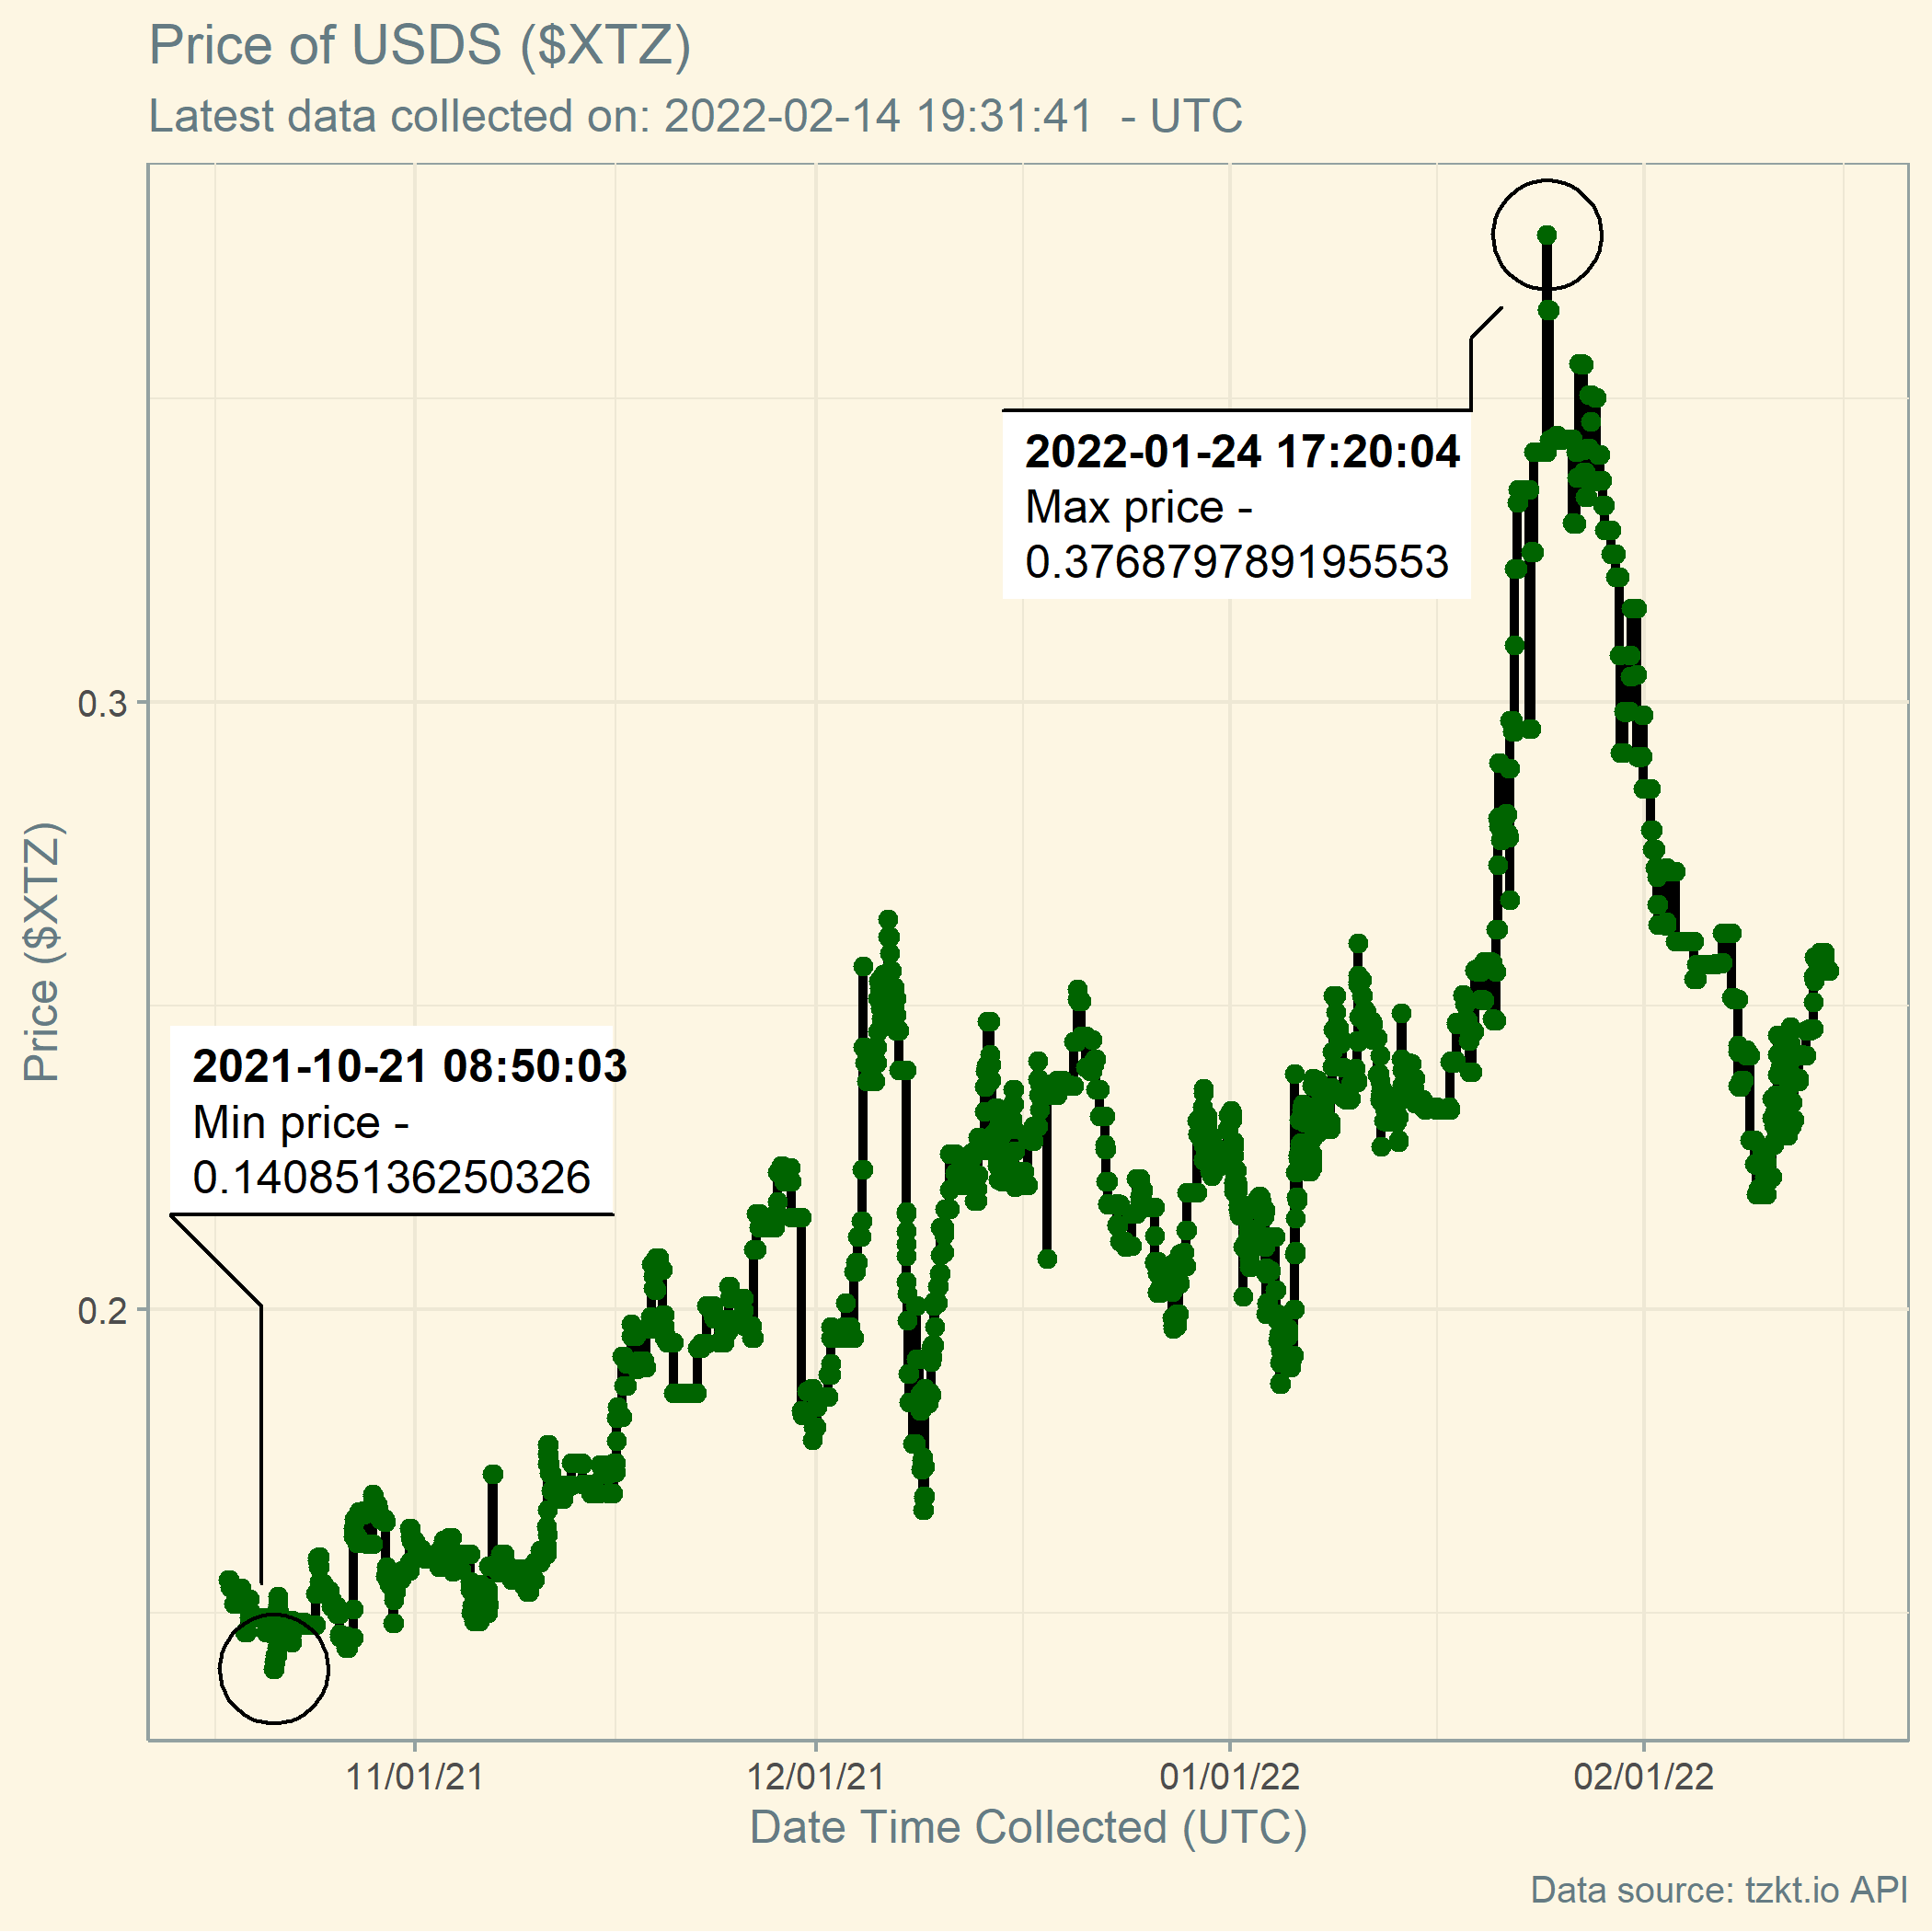 Price of USDS ($XTZ)
Latest data collected on: 2022-02-14 19:31:41  - UTC
2022-01-24 17:20:04
Max price -
0.376879789195553
0.3
Price ($XTZ)
2021-10-21 08:50:03
Min price -
0.14085136250326
0.2
11/01/21
12/01/21
01/01/22
02/01/22
Date Time Collected (UTC)
Data source: tzkt.io API